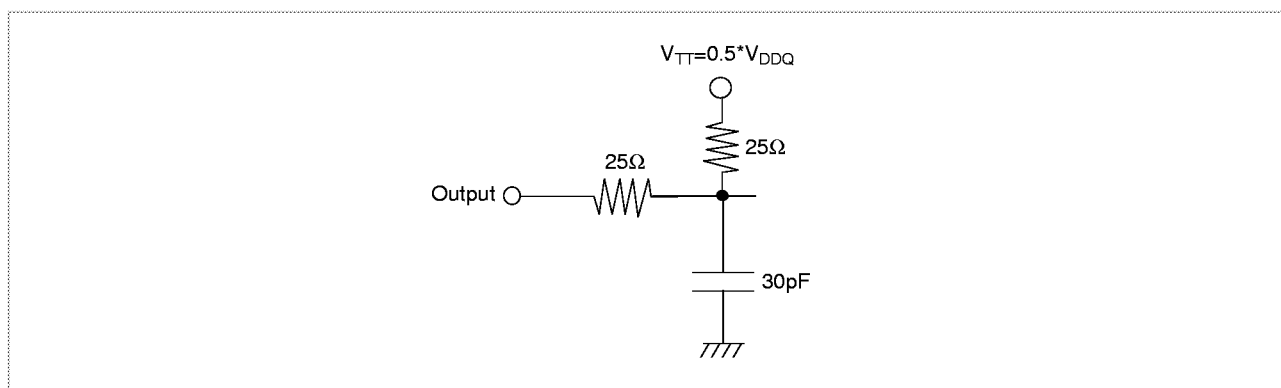 V_TT=0.5*V_DDQ
25Ω
25Ω
Output
30pF